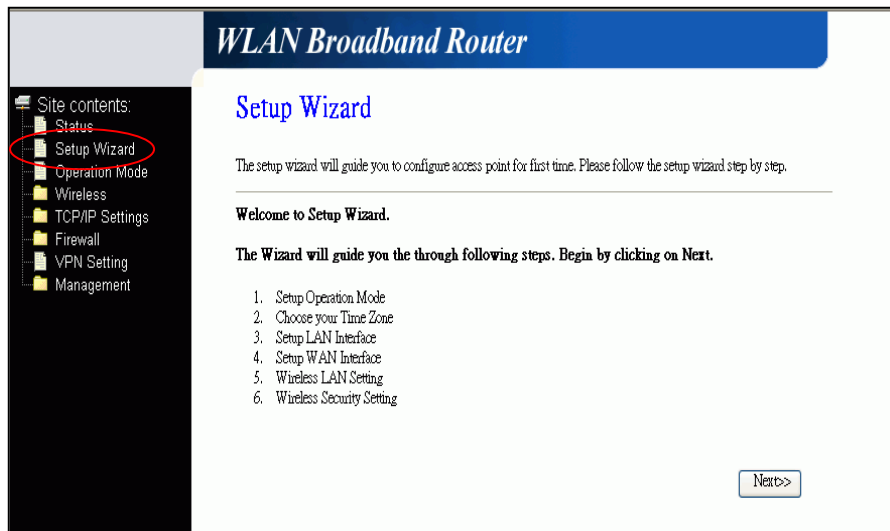 WLAN Broadband Router
Site contents:
Status
Setup Wizard
Operation Mode
Wireless
TCP/IP Settings
Firewall
VPN Setting
Management
Setup Wizard
The setup wizard will guide you to configure access point for first time. Please follow the setup wizard step by step.
Welcome to Setup Wizard.
The Wizard will guide you the through following steps. Begin by clicking on Next.
1. Setup Operation Mode
2. Choose your Time Zone
3. Setup LAN Interface
4. Setup WAN Interface
5. Wireless LAN Setting
6. Wireless Security Setting
Next>>